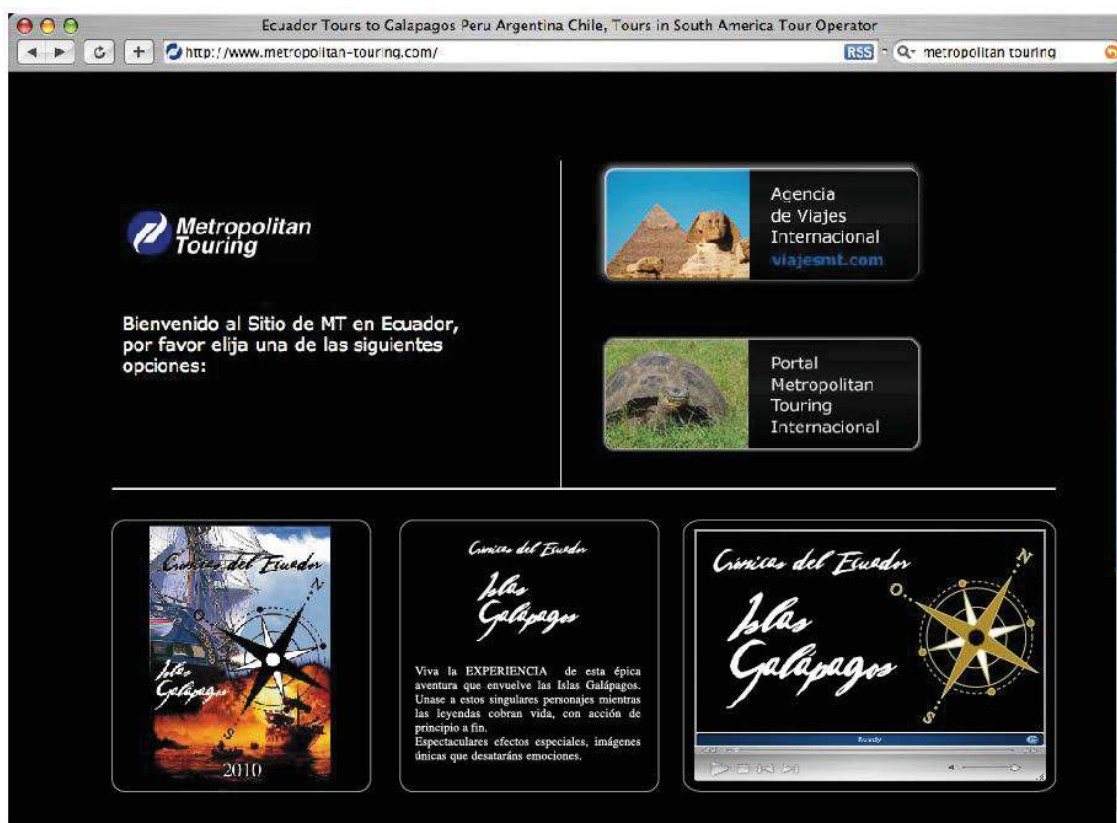 Ecuador Tours to Galapagos Peru Argentina Chile, Tours in South America Tour Operator
http://www.metropolitan-touring.com/
RSS
metropolitan touring
Metropolitan
Touring
Bienvenido al Sitio de MT en Ecuador,
por favor elija una de las siguientes
opciones:
Agencia
de Viajes
Internacional
viajesmt.com
Portal
Metropolitan
Touring
Internacional
Crónicas del Ecuador
N
O
Islas
Galápagos
S
2010
Crónicas del Ecuador
Islas
Galápagos
Viva la EXPERIENCIA de esta épica
aventura que envuelve las Islas Galápagos.
Unase a estos singulares personajes mientras
las leyendas cobran vida, con acción de
principio a fin.
Espectaculares efectos especiales, imágenes
únicas que desataráns emociones.
Crónicas del Ecuador
N
O
Islas
Galápagos
S
Ready